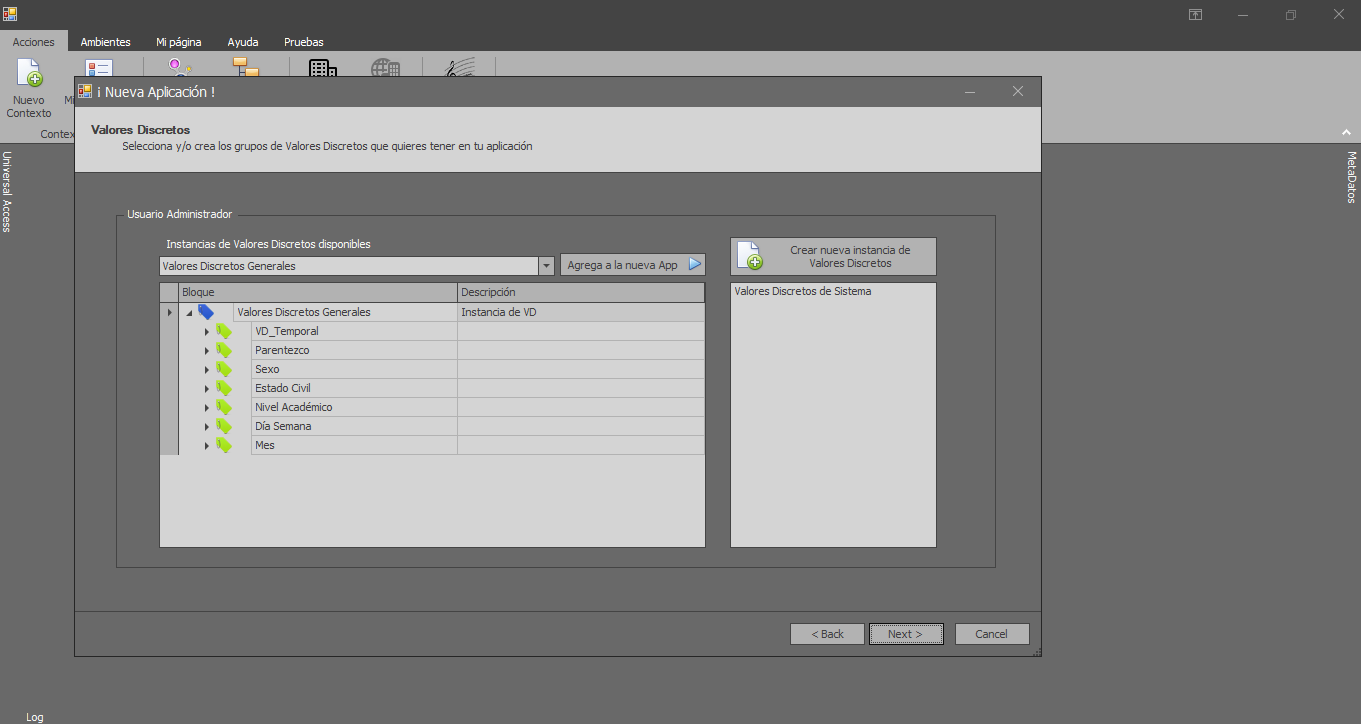 Acciones
Ambientes
Mi página
Ayuda
Pruebas
Nuevo
Contexto
Mi
Contex
¡ Nueva Aplicación !
Valores Discretos
Selecciona y/o crea los grupos de Valores Discretos que quieres tener en tu aplicación
Universal Access
MetaDatos
Usuario Administrador
Instancias de Valores Discretos disponibles
Valores Discretos Generales
Agrega a la nueva App
Crear nueva instancia de
Valores Discretos
Bloque
Descripción
Valores Discretos de Sistema
Valores Discretos Generales
Instancia de VD
VD_Temporal
Parentezco
Sexo
Estado Civil
Nivel Académico
Día Semana
Mes
< Back
Next >
Cancel
Log